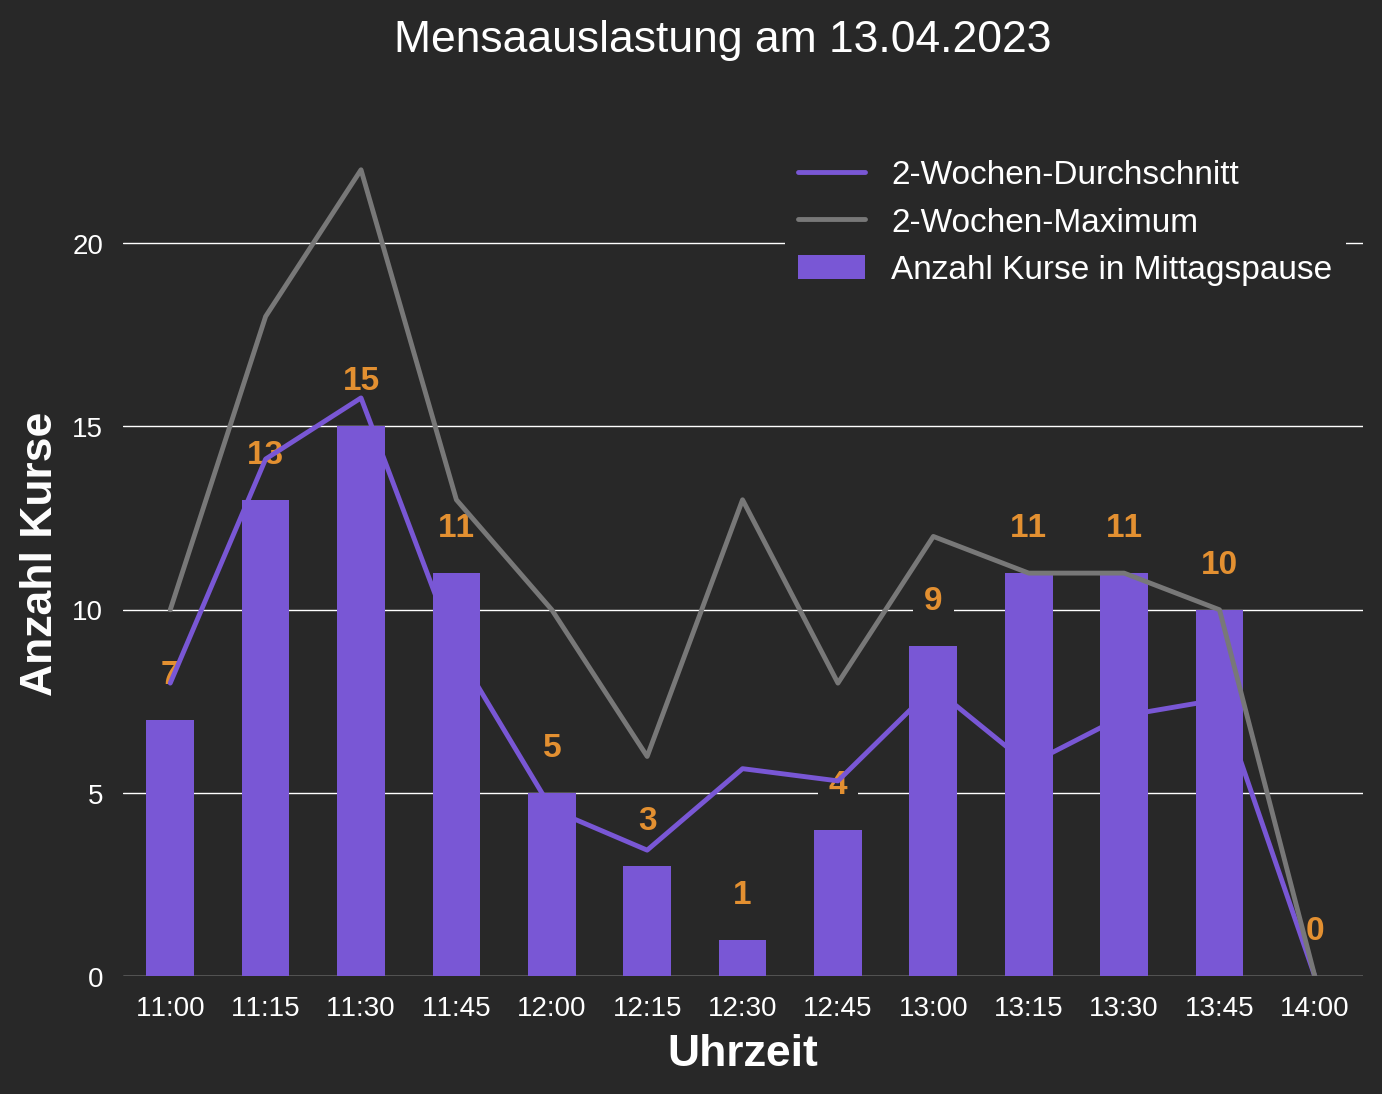 Mensaauslastung am 13.04.2023
2-Wochen-Durchschnitt
2-Wochen-Maximum
Anzahl Kurse in Mittagspause
Anzahl Kurse
20
15
10
5
0
7
13
15
11
5
3
1
4
9
11
11
10
0
11:00 11:15 11:30 11:45 12:00 12:15 12:30 12:45 13:00 13:15 13:30 13:45 14:00
Uhrzeit